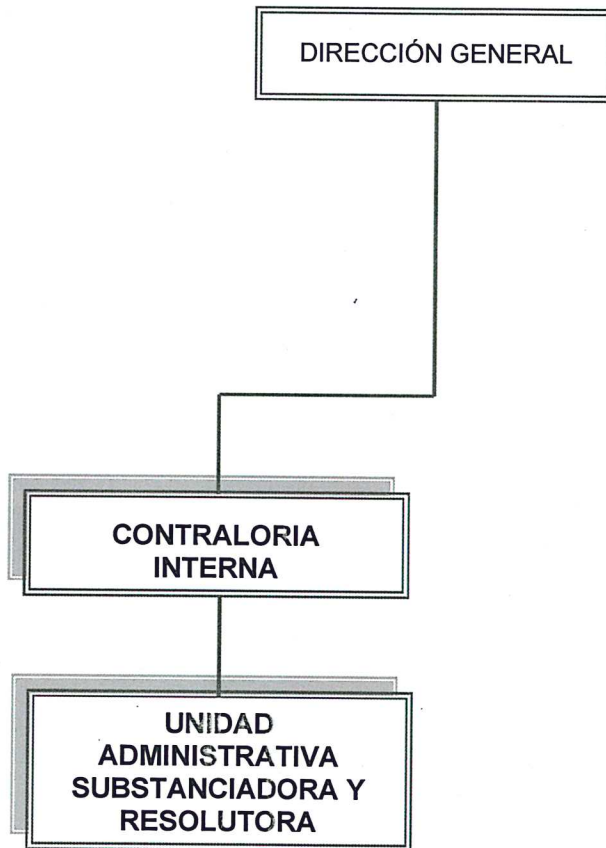 DIRECCIÓN GENERAL
CONTRALORIA
INTERNA
UNIDAD
ADMINISTRATIVA
SUBSTANCIADORA Y
RESOLUTORA